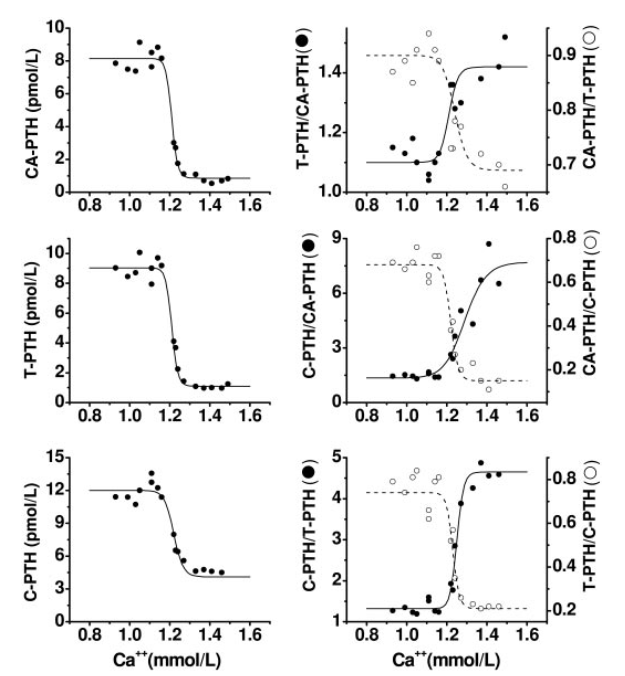 CA-PTH (pmol/L)
10
8
6
4
2
0
0.8 1.0 1.2 1.4 1.6
T-PTH/CA-PTH (●)
1.4
1.2
1.0
0.8 1.0 1.2 1.4 1.6
CA-PTH/T-PTH (○)
0.9
0.8
0.7
T-PTH (pmol/L)
10
8
6
4
2
0
0.8 1.0 1.2 1.4 1.6
C-PTH/CA-PTH (●)
9
6
3
0
0.8 1.0 1.2 1.4 1.6
CA-PTH/C-PTH (○)
0.8
0.6
0.4
0.2
C-PTH (pmol/L)
15
12
9
6
3
0
0.8 1.0 1.2 1.4 1.6
Ca⁺⁺(mmol/L)
C-PTH/T-PTH (●)
5
4
3
2
1
0.8 1.0 1.2 1.4 1.6
Ca⁺⁺(mmol/L)
T-PTH/C-PTH (○)
0.8
0.6
0.4
0.2